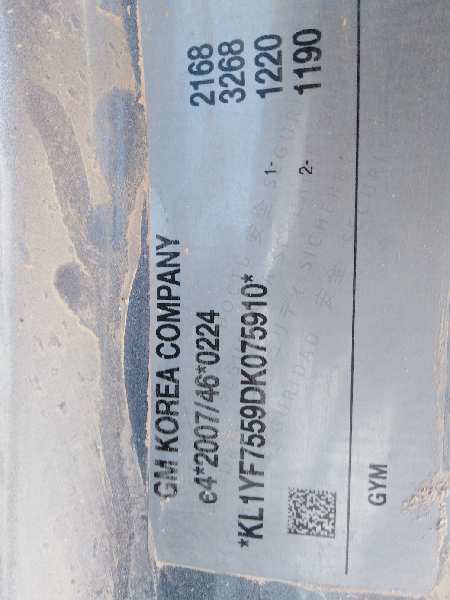 GM KOREA COMPANY
e4*2007/46*0224 2168
*KL1YF7559DK075910* 3268
1- 1220
2- 1190
GYM